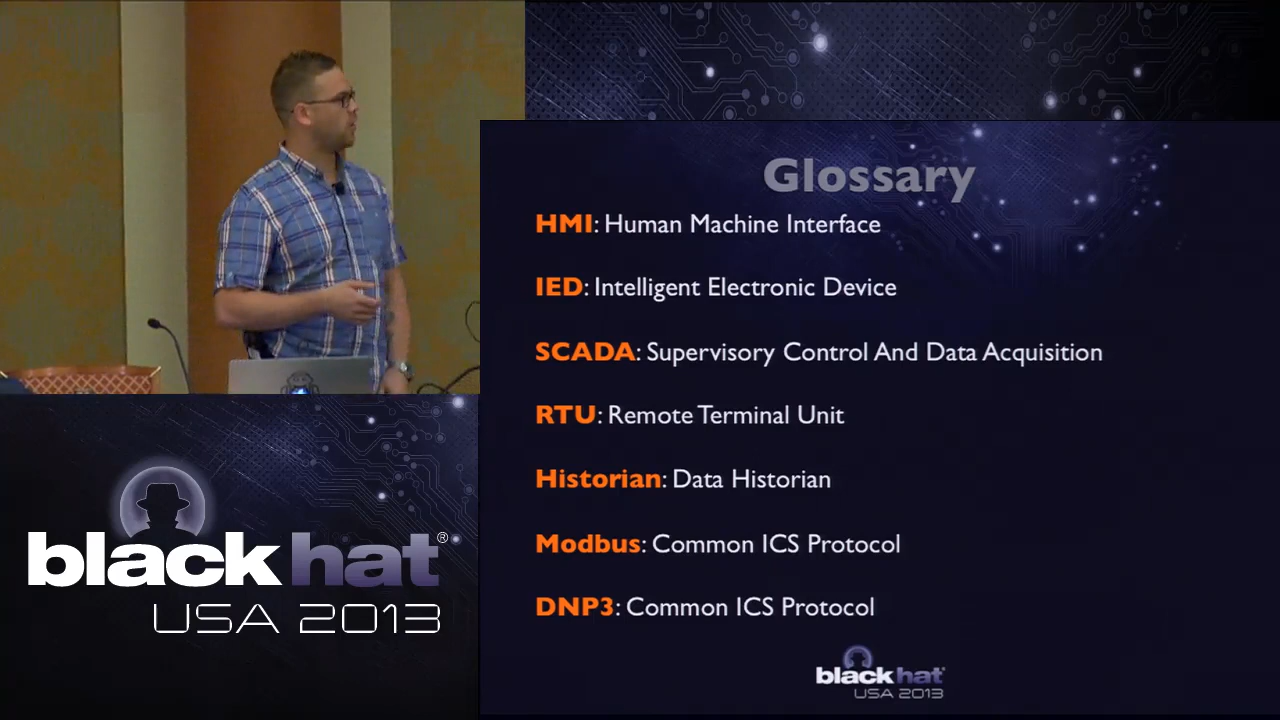 Glossary
HMI: Human Machine Interface
IED: Intelligent Electronic Device
SCADA: Supervisory Control And Data Acquisition
RTU: Remote Terminal Unit
Historian: Data Historian
Modbus: Common ICS Protocol
DNP3: Common ICS Protocol
black hat®
USA 2013
black hat
USA 2013